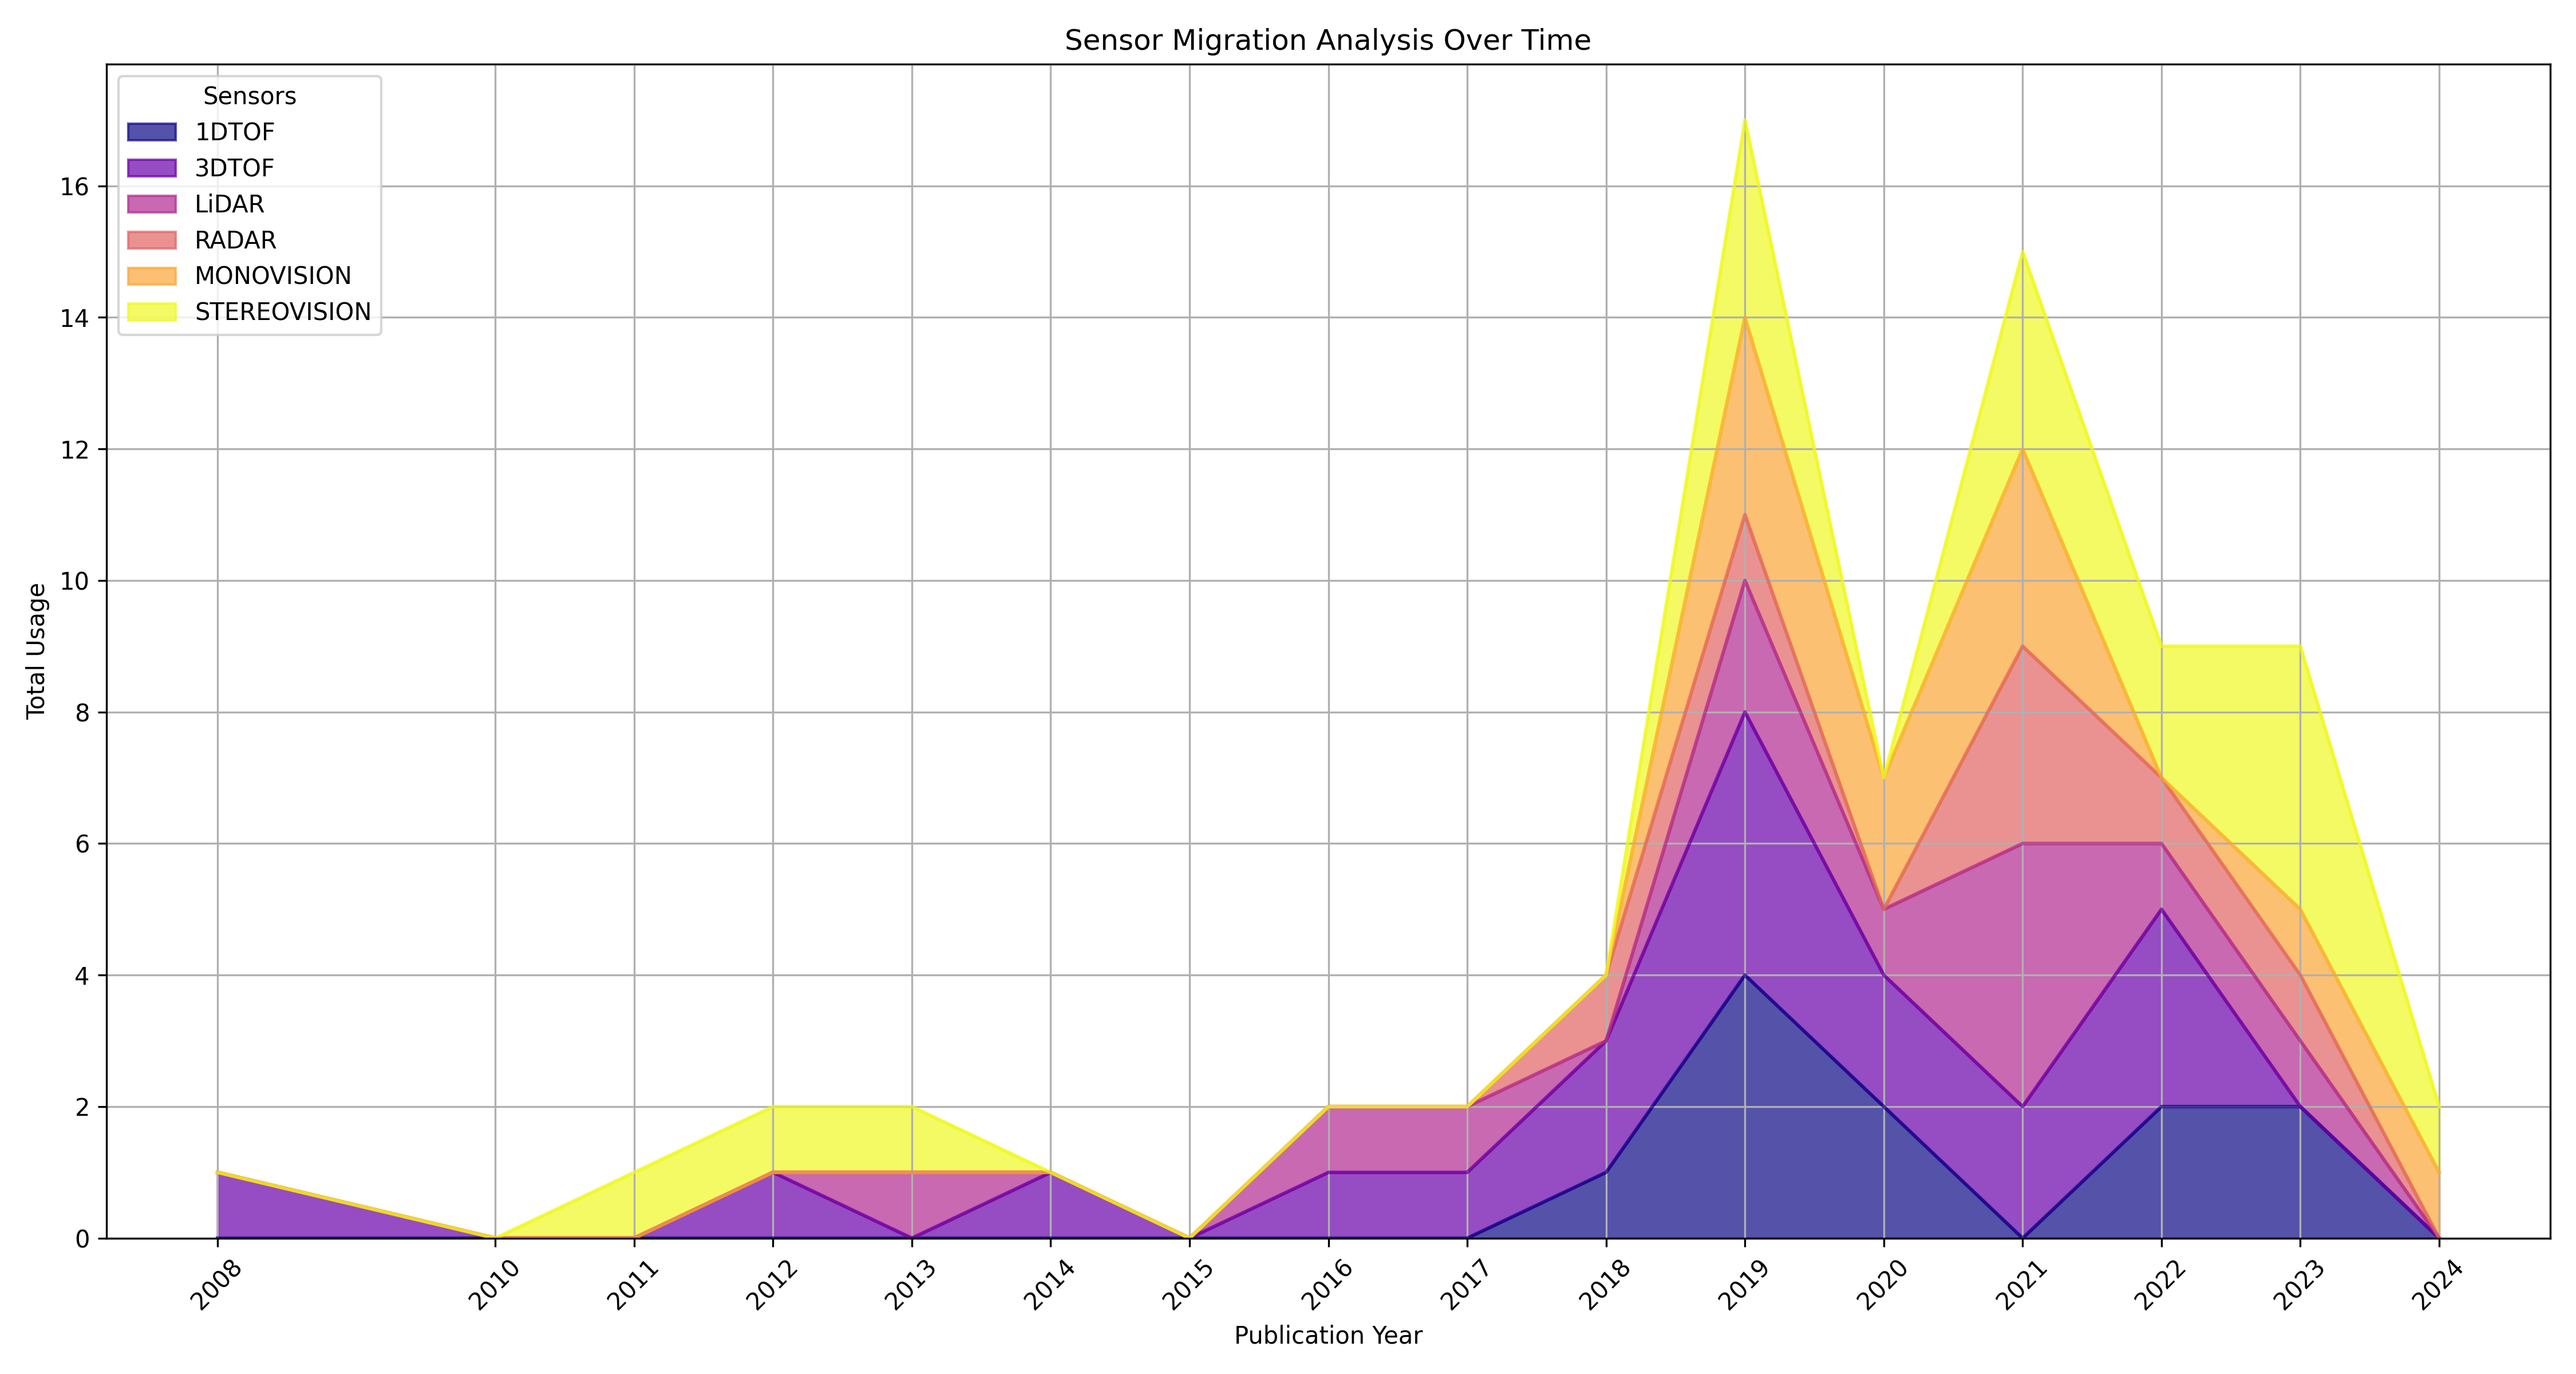 Sensor Migration Analysis Over Time
Sensors
1DTOF
3DTOF
LiDAR
RADAR
MONOVISION
STEREOVISION
Total Usage
16
14
12
10
8
6
4
2
0
2008
2010
2011
2012
2013
2014
2015
2016
2017
2018
2019
2020
2021
2022
2023
2024
Publication Year